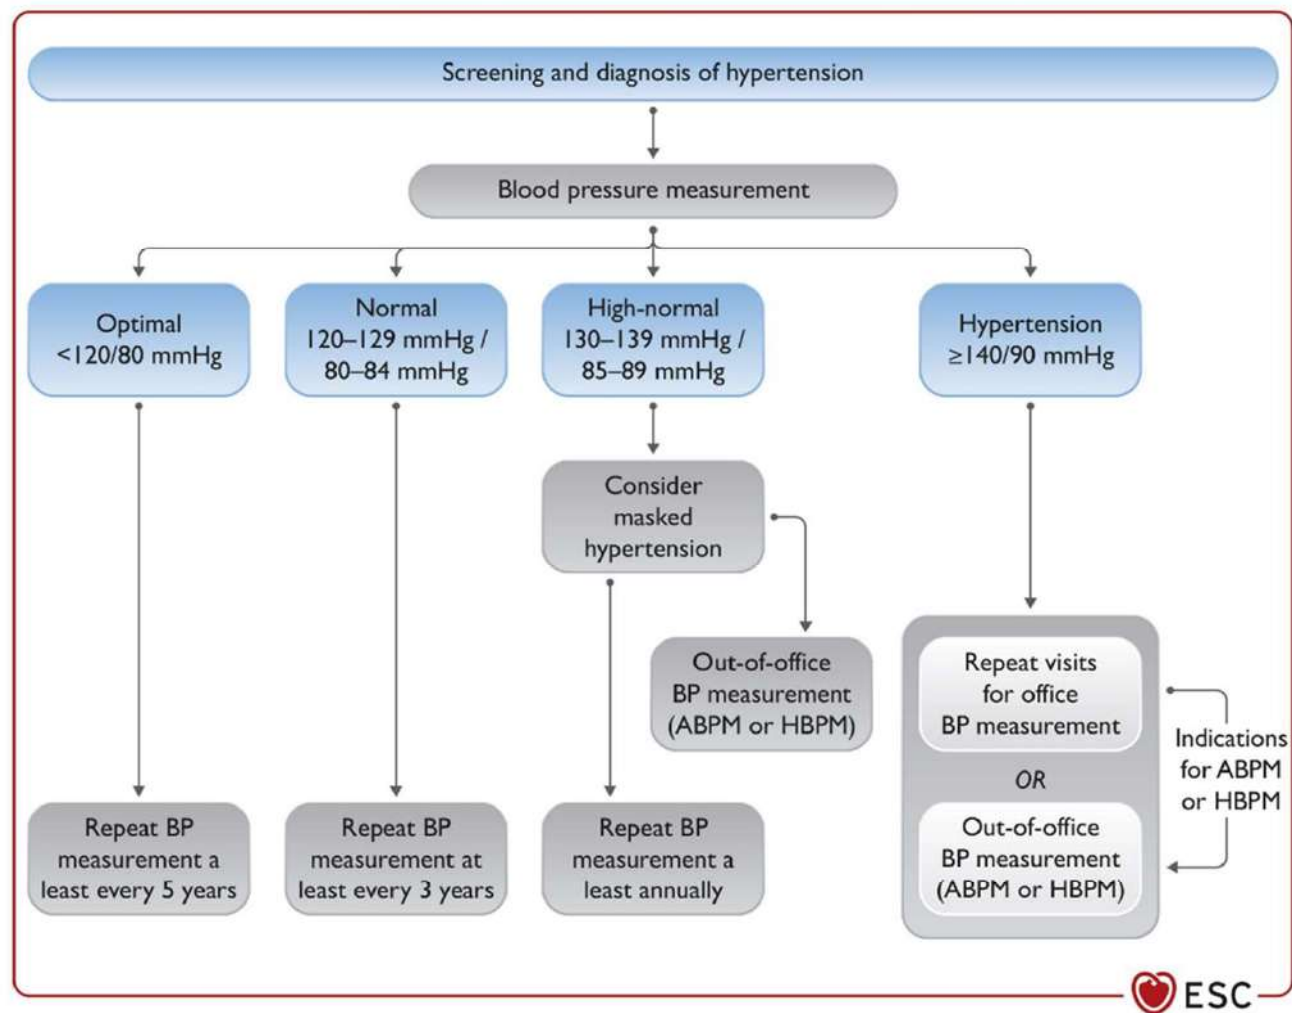 Screening and diagnosis of hypertension
Blood pressure measurement
Optimal
<120/80 mmHg
Normal
120–129 mmHg /
80–84 mmHg
High-normal
130–139 mmHg /
85–89 mmHg
Hypertension
≥140/90 mmHg
Consider
masked
hypertension
Out-of-office
BP measurement
(ABPM or HBPM)
Repeat visits
for office
BP measurement
OR
Out-of-office
BP measurement
(ABPM or HBPM)
Indications
for ABPM
or HBPM
Repeat BP
measurement a
least every 5 years
Repeat BP
measurement at
least every 3 years
Repeat BP
measurement a
least annually
ESC